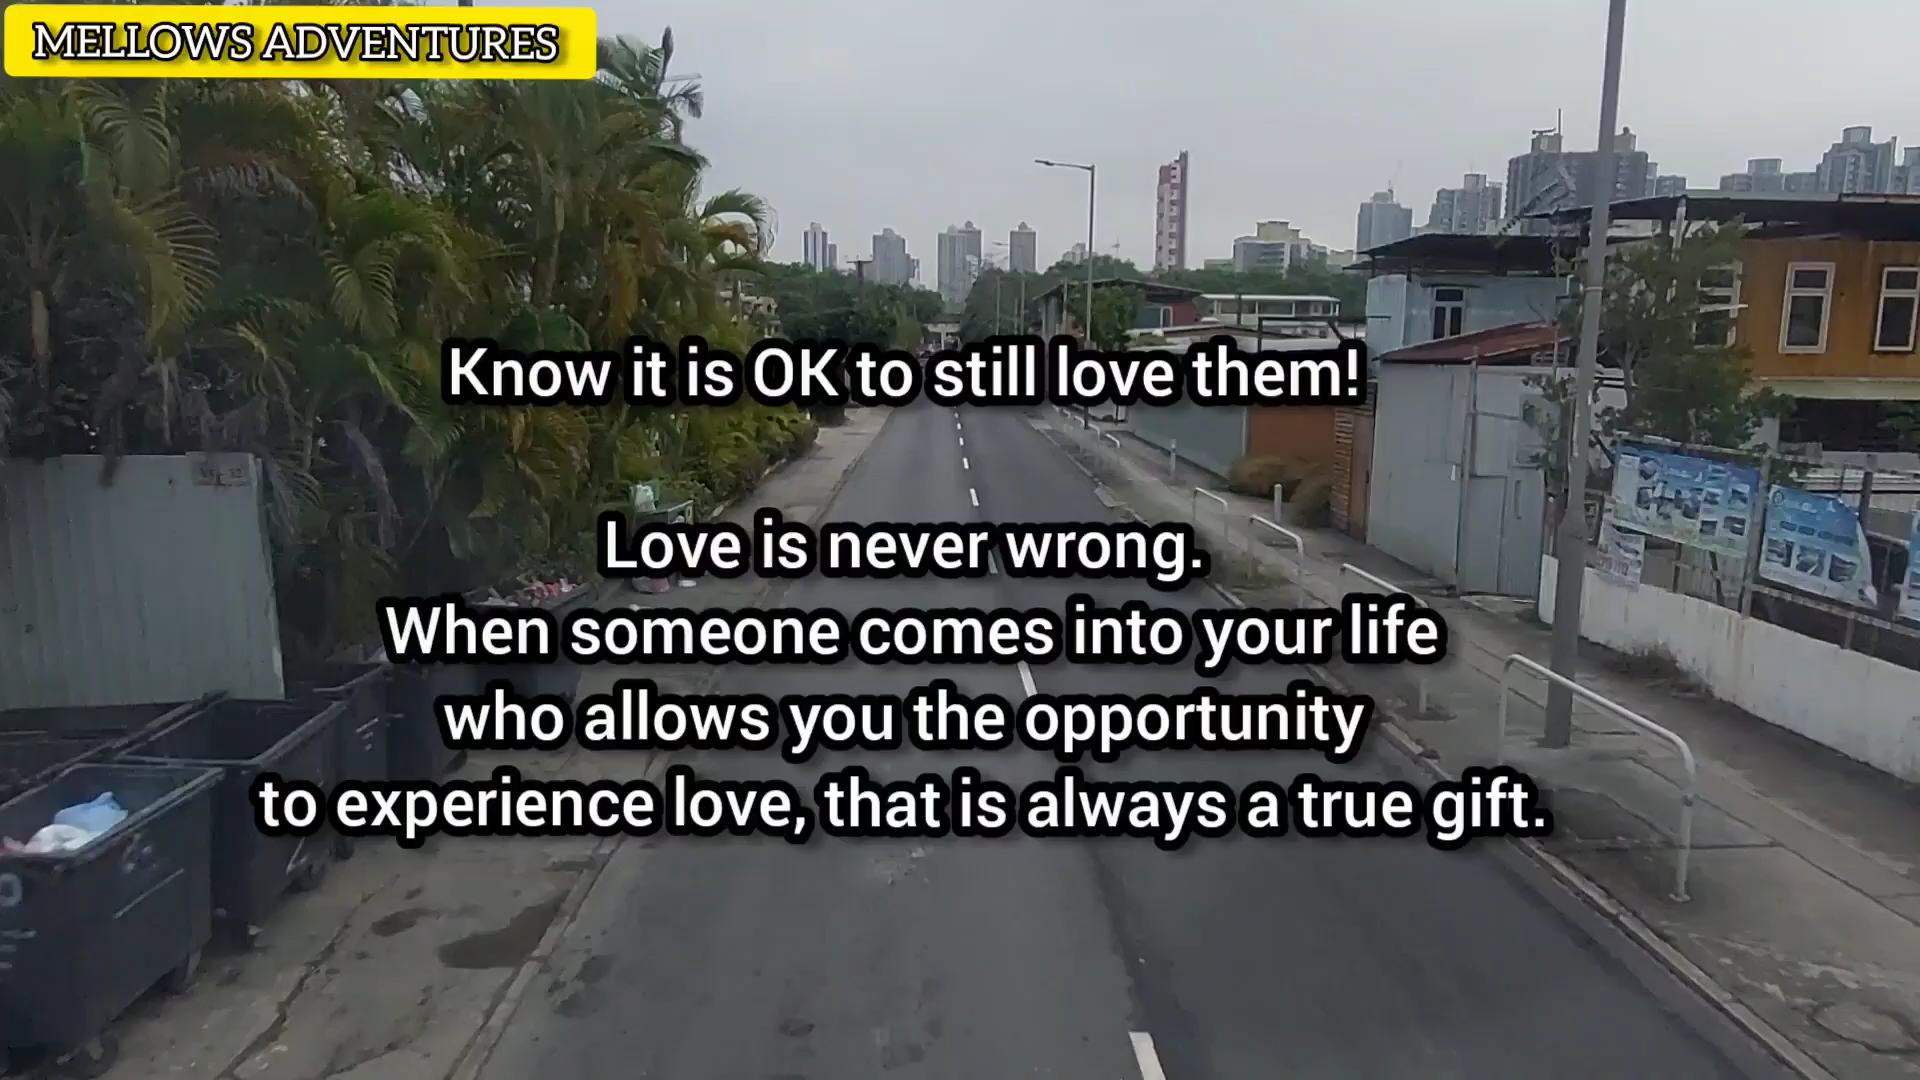 MELLOWS ADVENTURES
Know it is OK to still love them!
Love is never wrong.
When someone comes into your life
who allows you the opportunity
to experience love, that is always a true gift.